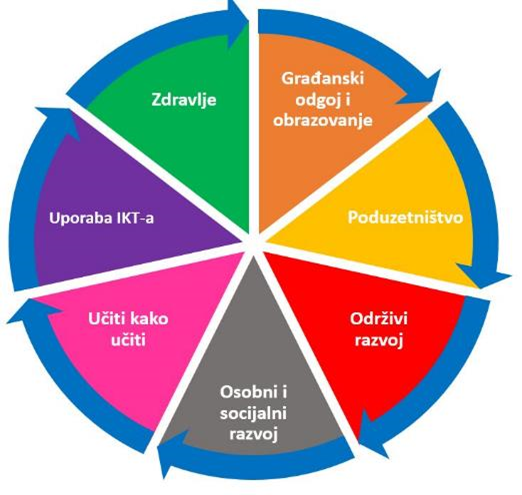 Građanski
odgoj i
obrazovanje
Poduzetništvo
Održivi
razvoj
Osobni i
socijalni
razvoj
Učiti kako
učiti
Uporaba IKT-a
Zdravlje